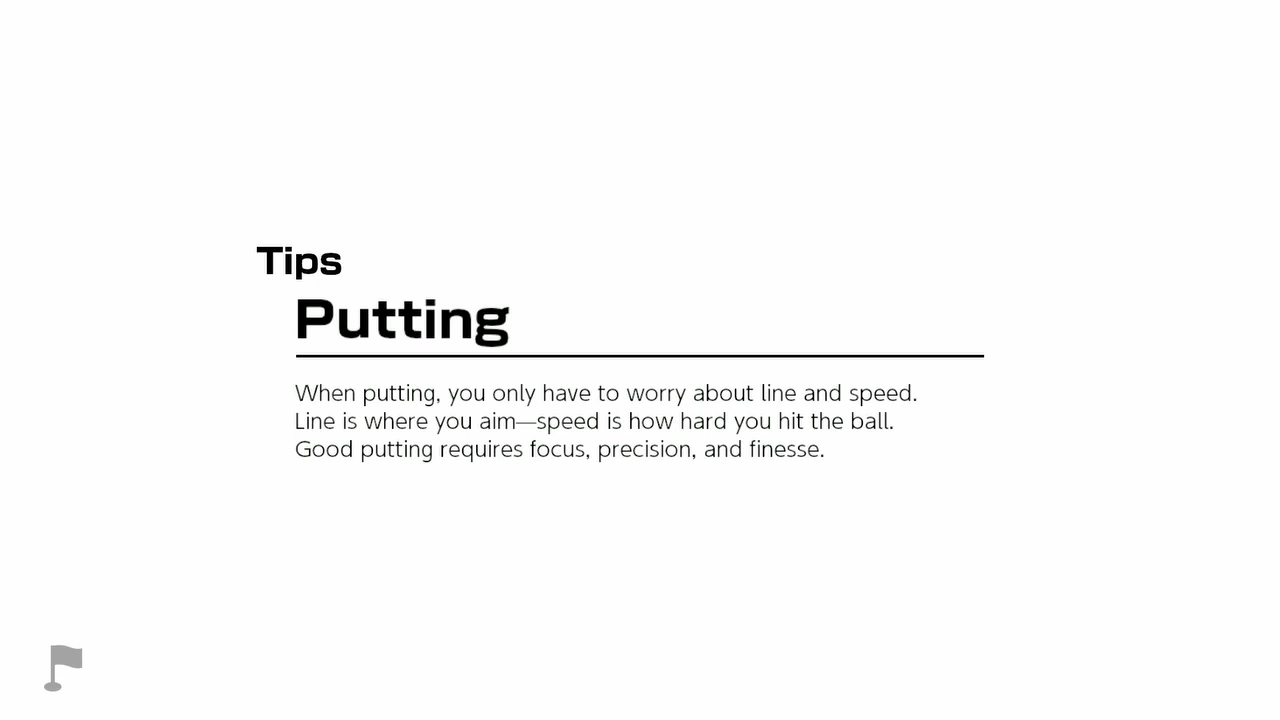 Tips
Putting
When putting, you only have to worry about line and speed.
Line is where you aim—speed is how hard you hit the ball.
Good putting requires focus, precision, and finesse.